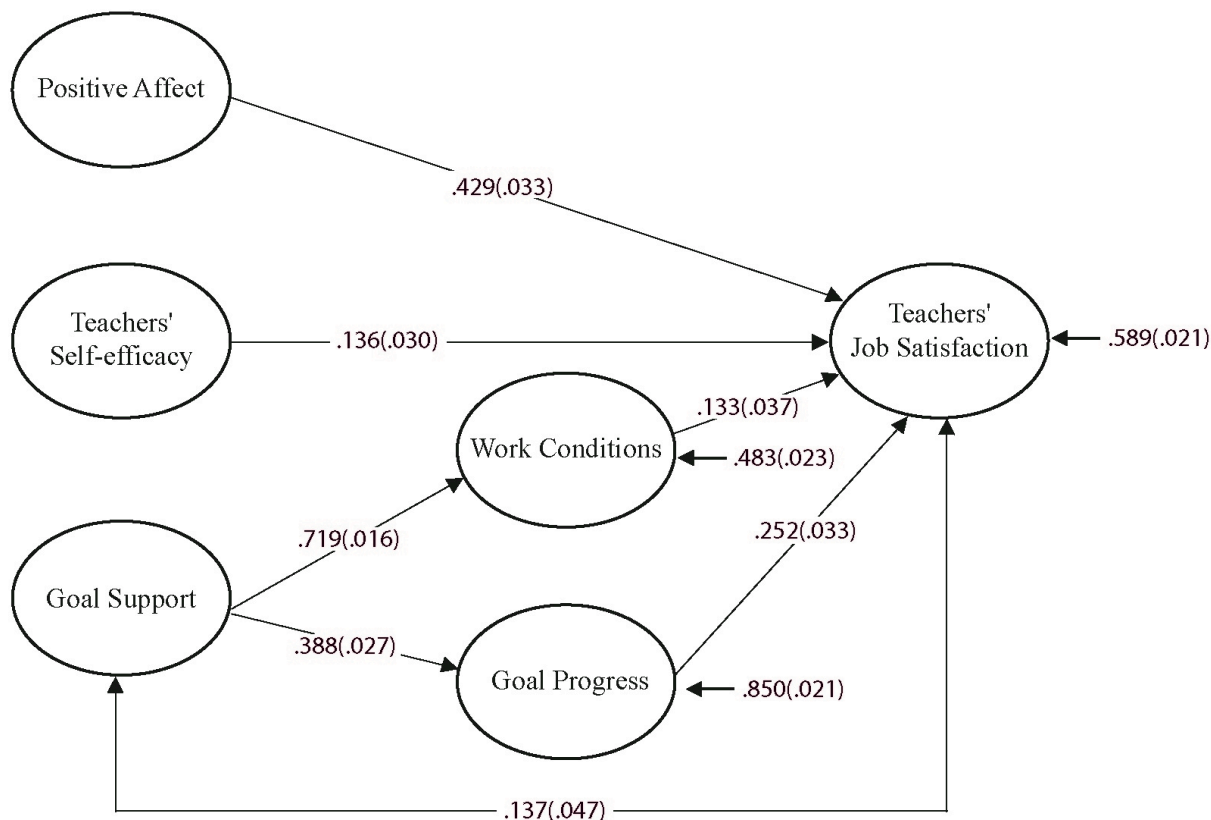 Positive Affect
.429(.033)
Teachers'
Self-efficacy
.136(.030)
Teachers'
Job Satisfaction
.589(.021)
.133(.037)
Work Conditions
.483(.023)
.719(.016)
.252(.033)
Goal Support
.388(.027)
Goal Progress
.850(.021)
.137(.047)